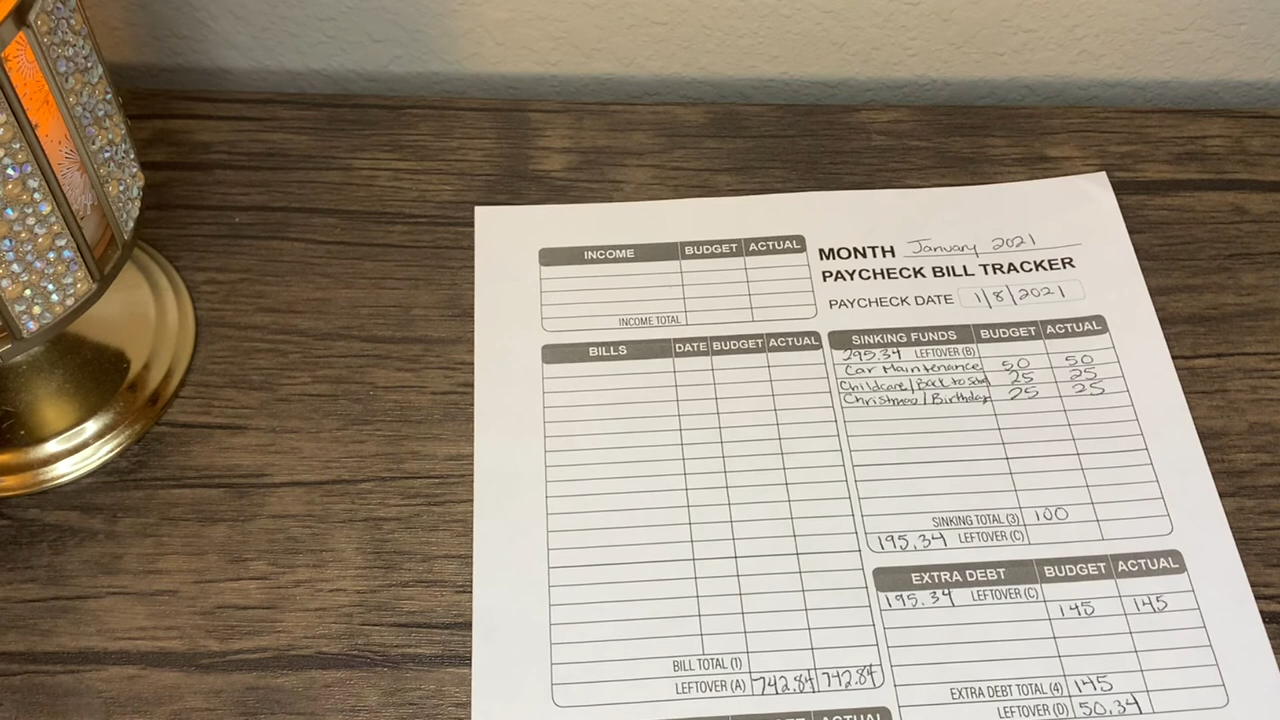 INCOME BUDGET ACTUAL
INCOME TOTAL
MONTH January 2021
PAYCHECK BILL TRACKER
PAYCHECK DATE 1/8/2021
BILLS DATE BUDGET ACTUAL
BILL TOTAL (1)
LEFTOVER (A) 742.84 742.84
SINKING FUNDS BUDGET ACTUAL
295.34 LEFTOVER (B)
Car Maintenance 50 50
Childcare/Back to 25 25
Christmas/Birthday 25 25
SINKING TOTAL (3) 100
195.34 LEFTOVER (C)
EXTRA DEBT BUDGET ACTUAL
195.34 LEFTOVER (C)
145 145
EXTRA DEBT TOTAL (4) 145
LEFTOVER (D) 50.34
BUDGET ACTUAL